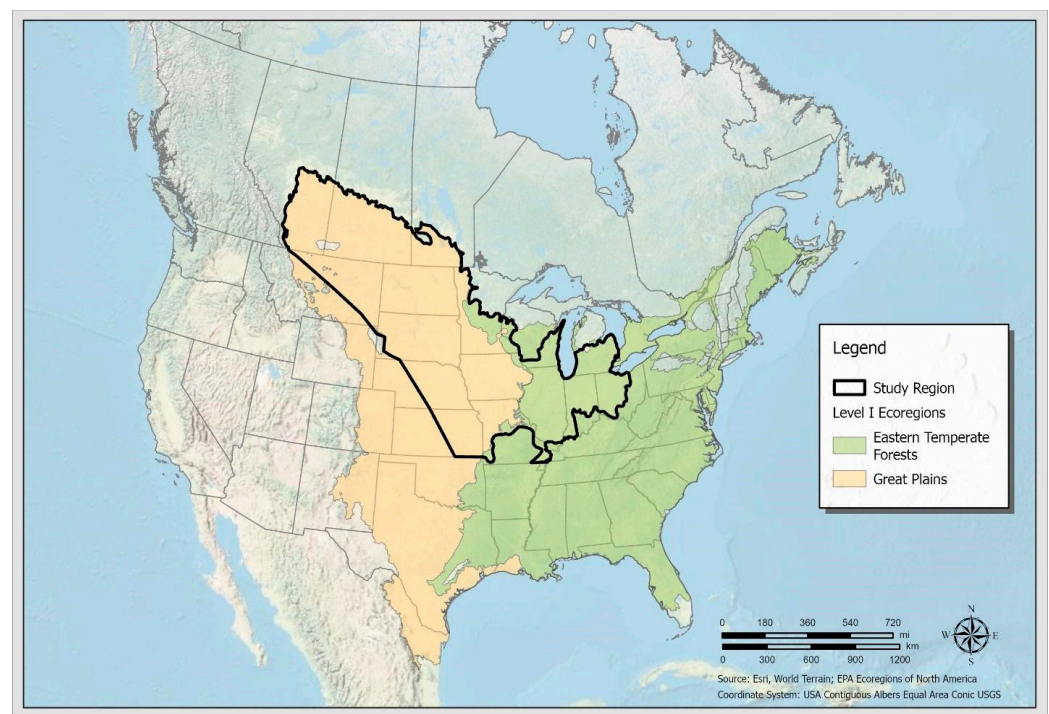 Legend
Study Region
Level I Ecoregions
Eastern Temperate
Forests
Great Plains
0 180 360 540 720
mi
km
0 300 600 900 1200
N
W E
S
Source: Esri, World Terrain; EPA Ecoregions of North America
Coordinate System: USA Contiguous Albers Equal Area Conic USGS